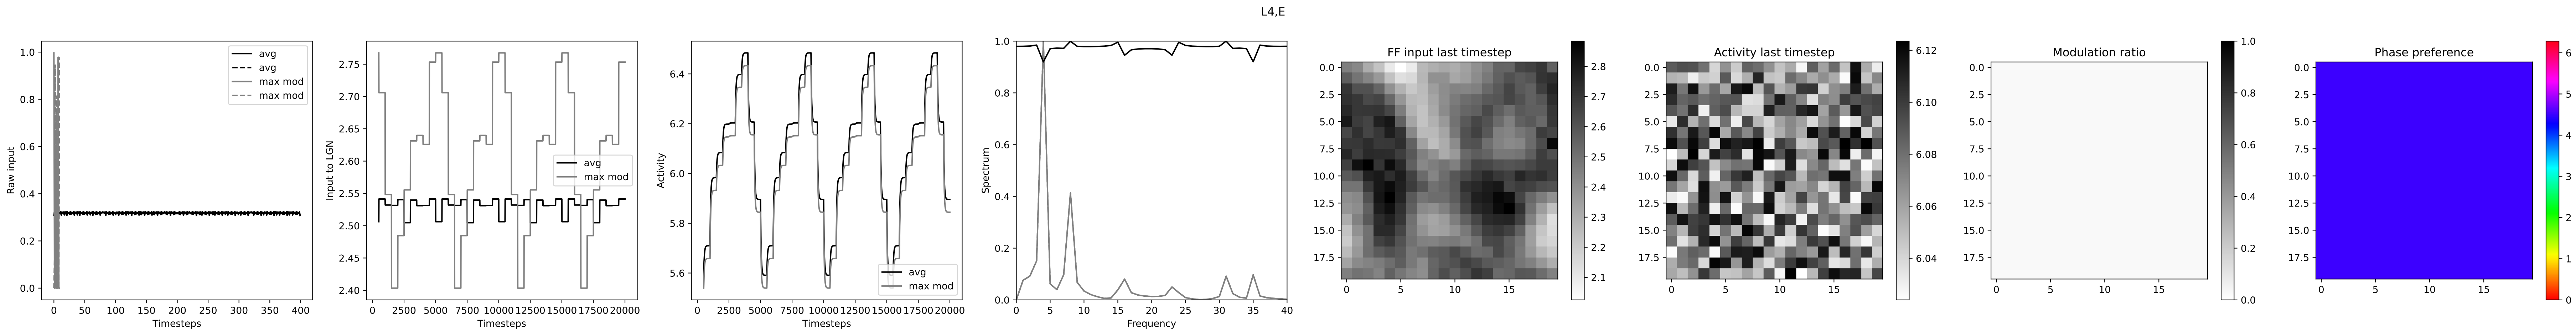 L4,E
Raw input
1.0
0.8
0.6
0.4
0.2
0.0
avg
avg
max mod
max mod
0 50 100 150 200 250 300 350 400
Timesteps
Input to LGN
2.75
2.70
2.65
2.60
2.55
2.50
2.45
2.40
avg
max mod
0 2500 5000 7500 10000 12500 15000 17500 20000
Timesteps
Activity
6.4
6.2
6.0
5.8
5.6
avg
max mod
0 2500 5000 7500 10000 12500 15000 17500 20000
Timesteps
Spectrum
1.0
0.8
0.6
0.4
0.2
0.0
0 5 10 15 20 25 30 35 40
Frequency
FF input last timestep
0.0
2.5
5.0
7.5
10.0
12.5
15.0
17.5
0 5 10 15
2.8
2.7
2.6
2.5
2.4
2.3
2.2
2.1
Activity last timestep
0.0
2.5
5.0
7.5
10.0
12.5
15.0
17.5
0 5 10 15
6.12
6.10
6.08
6.06
6.04
Modulation ratio
0.0
2.5
5.0
7.5
10.0
12.5
15.0
17.5
0 5 10 15
1.0
0.8
0.6
0.4
0.2
0.0
Phase preference
0.0
2.5
5.0
7.5
10.0
12.5
15.0
17.5
0 5 10 15
6
5
4
3
2
1
0